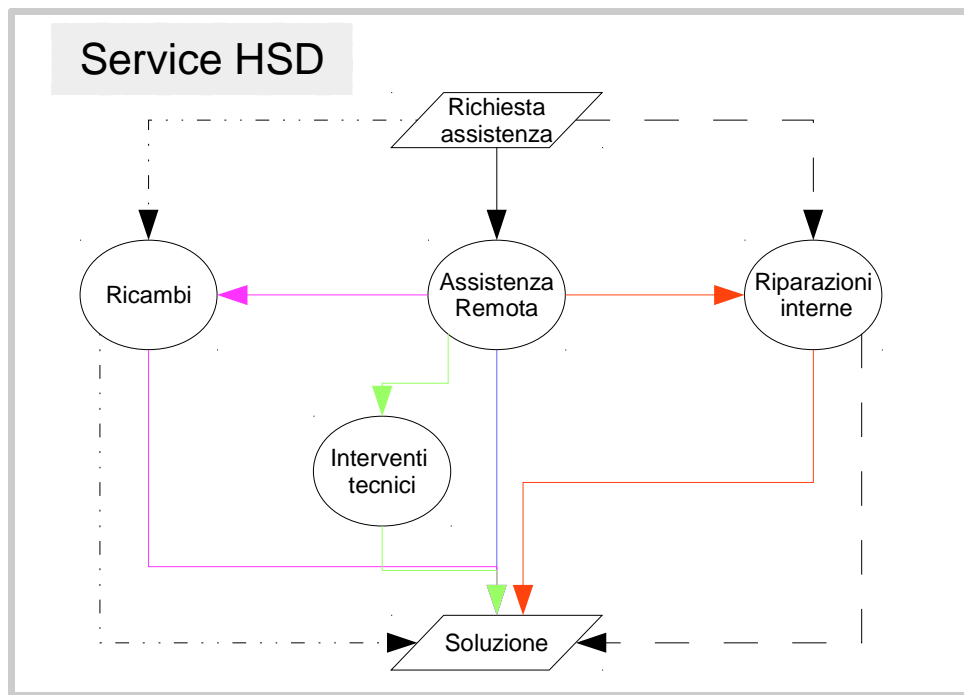 Service HSD
Richiesta
assistenza
Ricambi
Assistenza
Remota
Riparazioni
interne
Interventi
tecnici
Soluzione